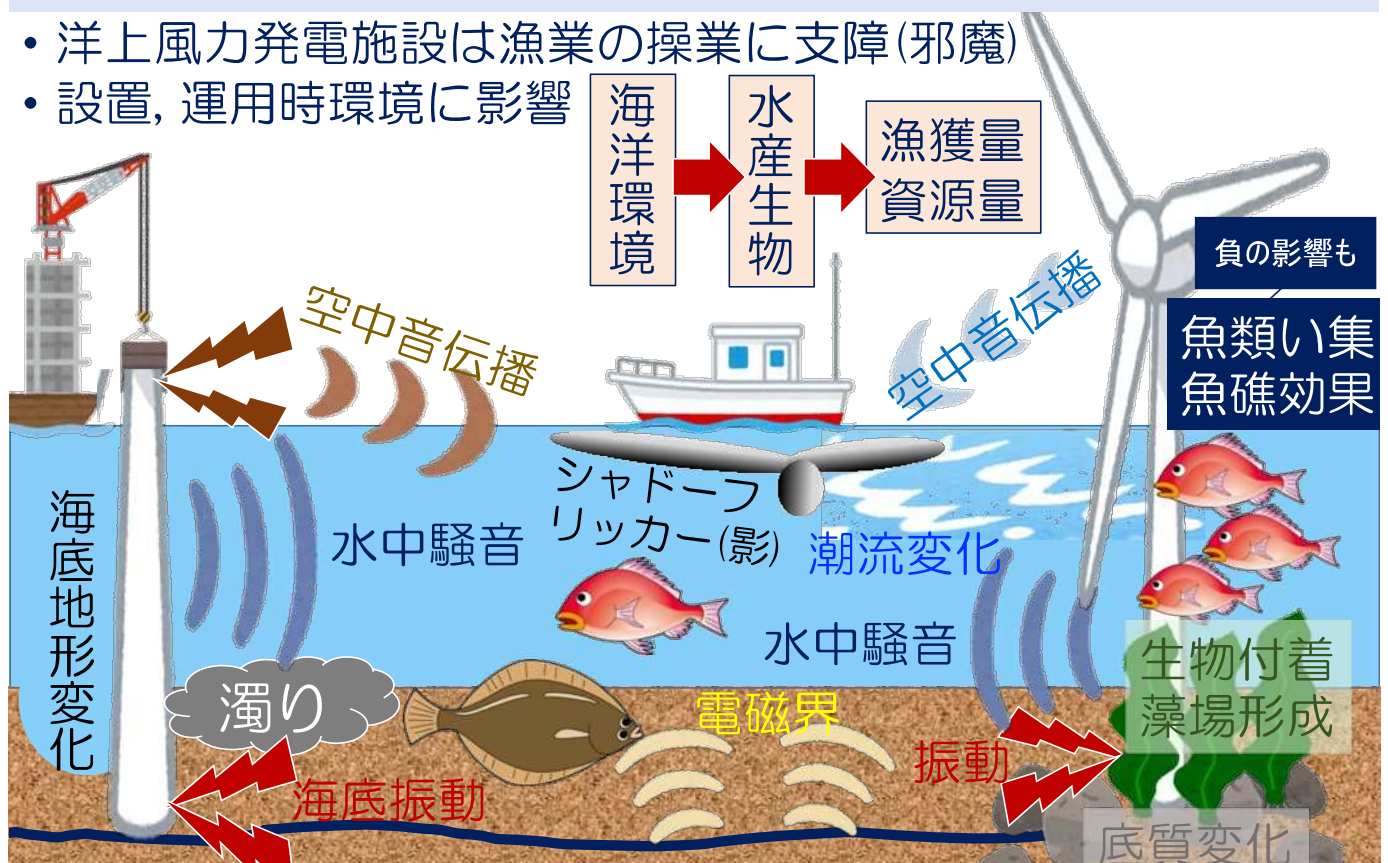 • 洋上風力発電施設は漁業の操業に支障(邪魔)
• 設置, 運用時環境に影響
海洋環境
水産生物
漁獲量
資源量
負の影響も
魚類い集
魚礁効果
空中音伝播
空中音伝播
シャドーフ
リッカー(影)
潮流変化
海底地形変化
水中騒音
水中騒音
生物付着
藻場形成
濁り
電磁界
振動
海底振動
底質変化